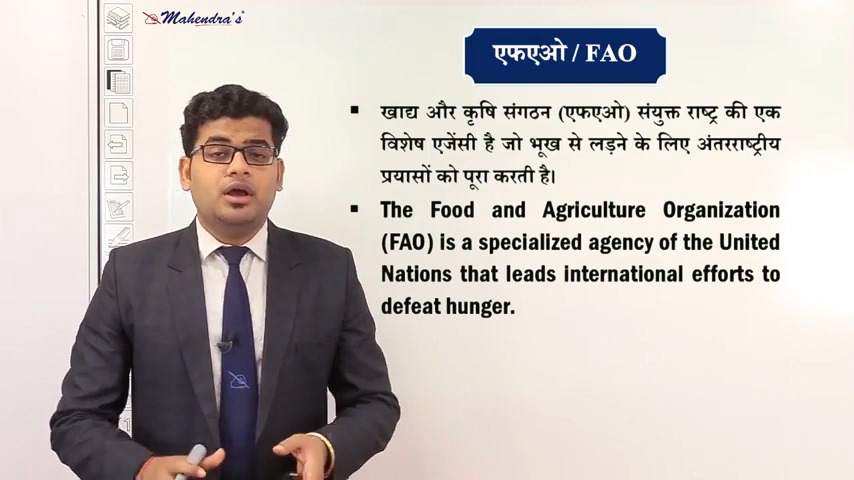 Mahendra's
एफएओ / FAO
खाद्य और कृषि संगठन (एफएओ) संयुक्त राष्ट्र की एक
विशेष एजेंसी है जो भूख से लड़ने के लिए अंतरराष्ट्रीय
प्रयासों को पूरा करती है।
The Food and Agriculture Organization
(FAO) is a specialized agency of the United
Nations that leads international efforts to
defeat hunger.